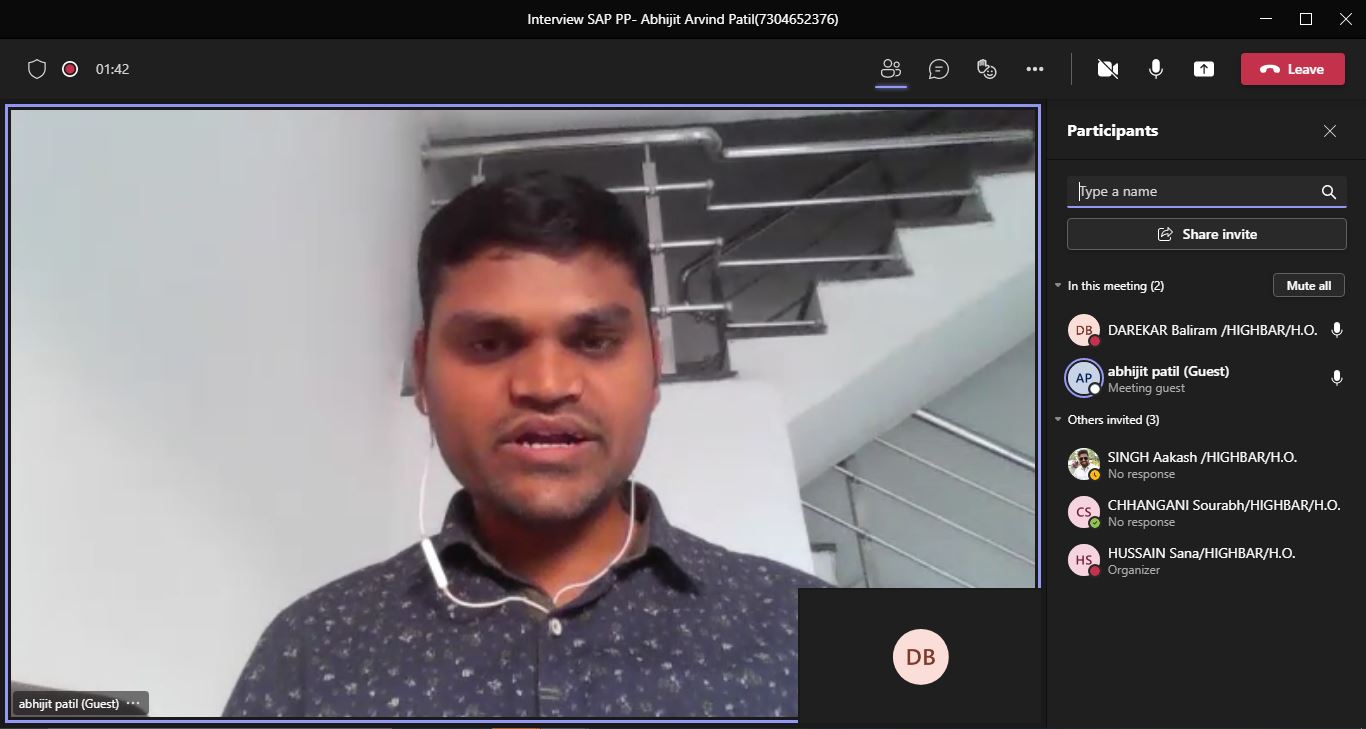 Interview SAP PP- Abhijit Arvind Patil(7304652376)
01:42
Leave
Participants
Type a name
Share invite
In this meeting (2)
Mute all
DB
DAREKAR Baliram /HIGHBAR/H.O.
AP
abhijit patil (Guest)
Meeting guest
Others invited (3)
SINGH Aakash /HIGHBAR/H.O.
No response
CS
CHHANGANI Sourabh/HIGHBAR/H.O.
No response
HS
HUSSAIN Sana/HIGHBAR/H.O.
Organizer
DB
abhijit patil (Guest) ...